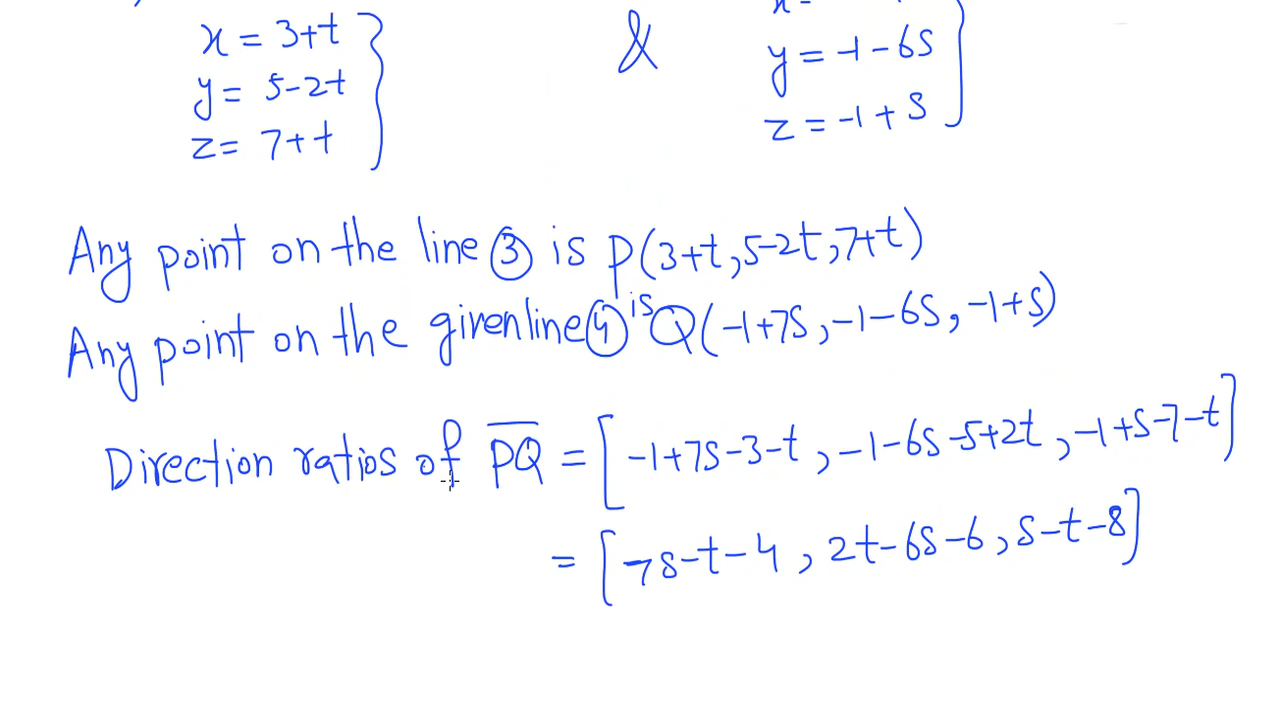 x = 3+t
y = 5-2t
z = 7+t
&
y = -1-6s
z = -1+s
Any point on the line ③ is P(3+t, 5-2t, 7+t)
Any point on the given line ④ is Q(-1+7s, -1-6s, -1+s)
Direction ratios of PQ = [-1+7s-3-t, -1-6s-5+2t, -1+s-7-t]
= [7s-t-4, 2t-6s-6, s-t-8]